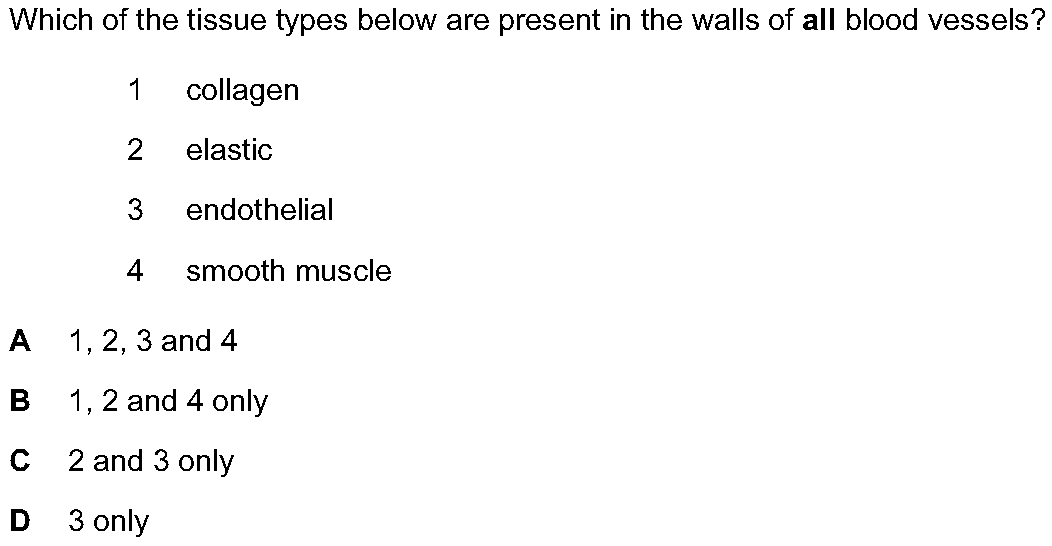 Which of the tissue types below are present in the walls of all blood vessels?
1 collagen
2 elastic
3 endothelial
4 smooth muscle
A 1, 2, 3 and 4
B 1, 2 and 4 only
C 2 and 3 only
D 3 only